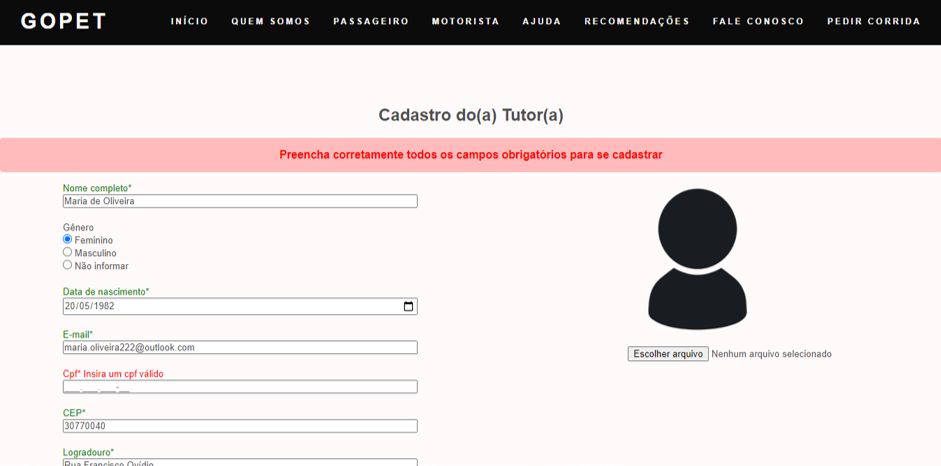 GOPET
INÍCIO QUEM SOMOS PASSAGEIRO MOTORISTA AJUDA RECOMENDAÇÕES FALE CONOSCO PEDIR CORRIDA
Cadastro do(a) Tutor(a)
Preencha corretamente todos os campos obrigatórios para se cadastrar
Nome completo*
Maria de Oliveira
Gênero
Feminino
Masculino
Não informar
Data de nascimento*
20/05/1982
E-mail*
maria.oliveira222@outlook.com
Cpf* Insira um cpf válido
___.___.___-__
CEP*
30770040
Logradouro*
Rua Francisco Ovídio
Escolher arquivo Nenhum arquivo selecionado